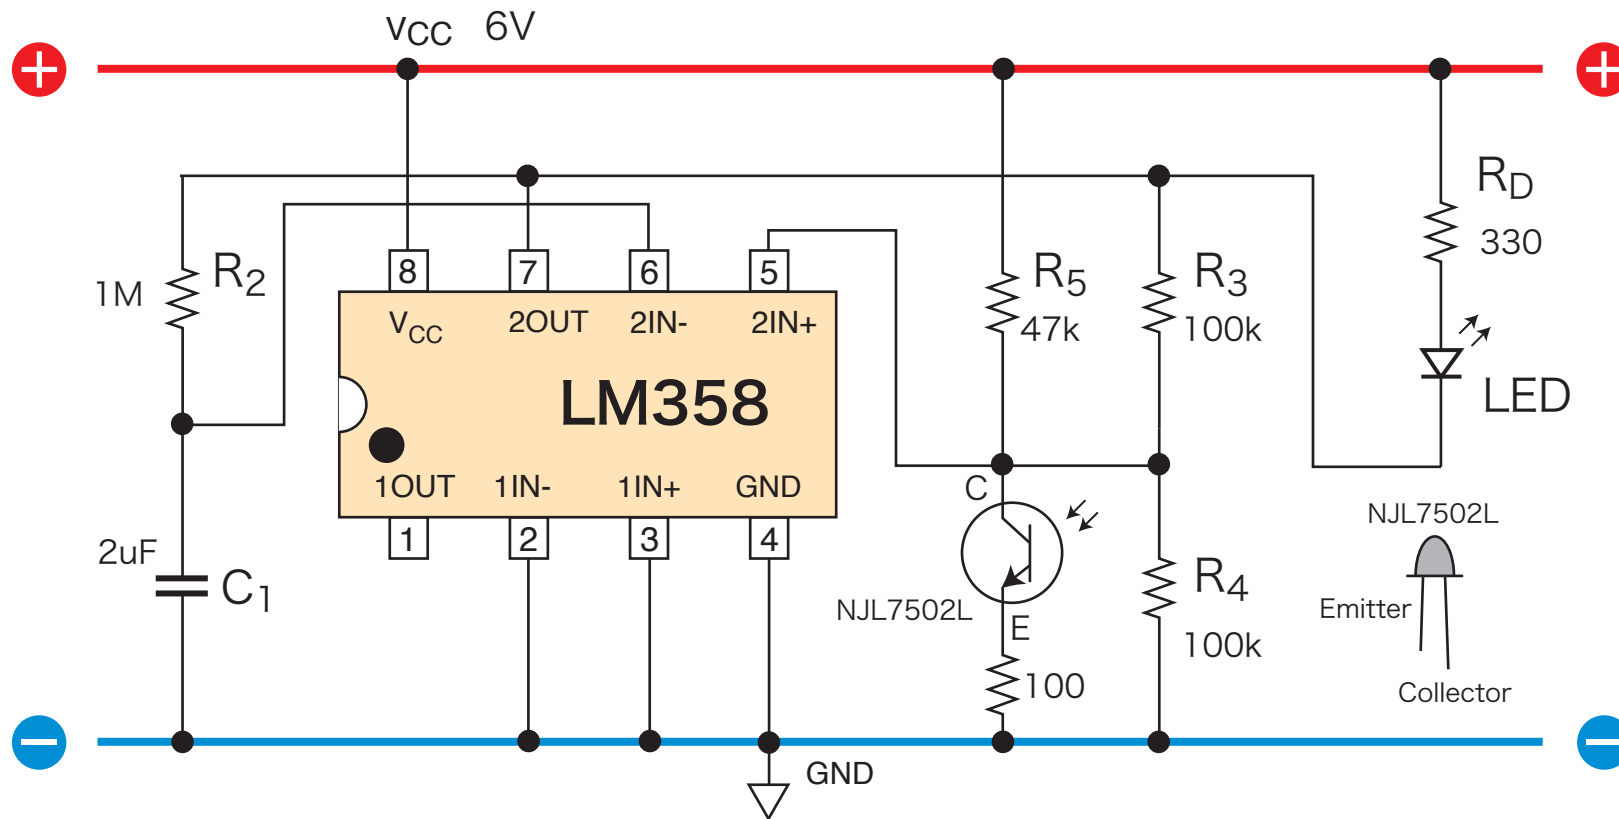 VCC 6V
RD
330
R2
1M
8
7
6
5
R5
47k
R3
100k
VCC
2OUT
2IN-
2IN+
LM358
LED
1OUT
1IN-
1IN+
GND
C
NJL7502L
1
2
3
4
2uF
C1
R4
100k
NJL7502L
E
Emitter
100
Collector
GND